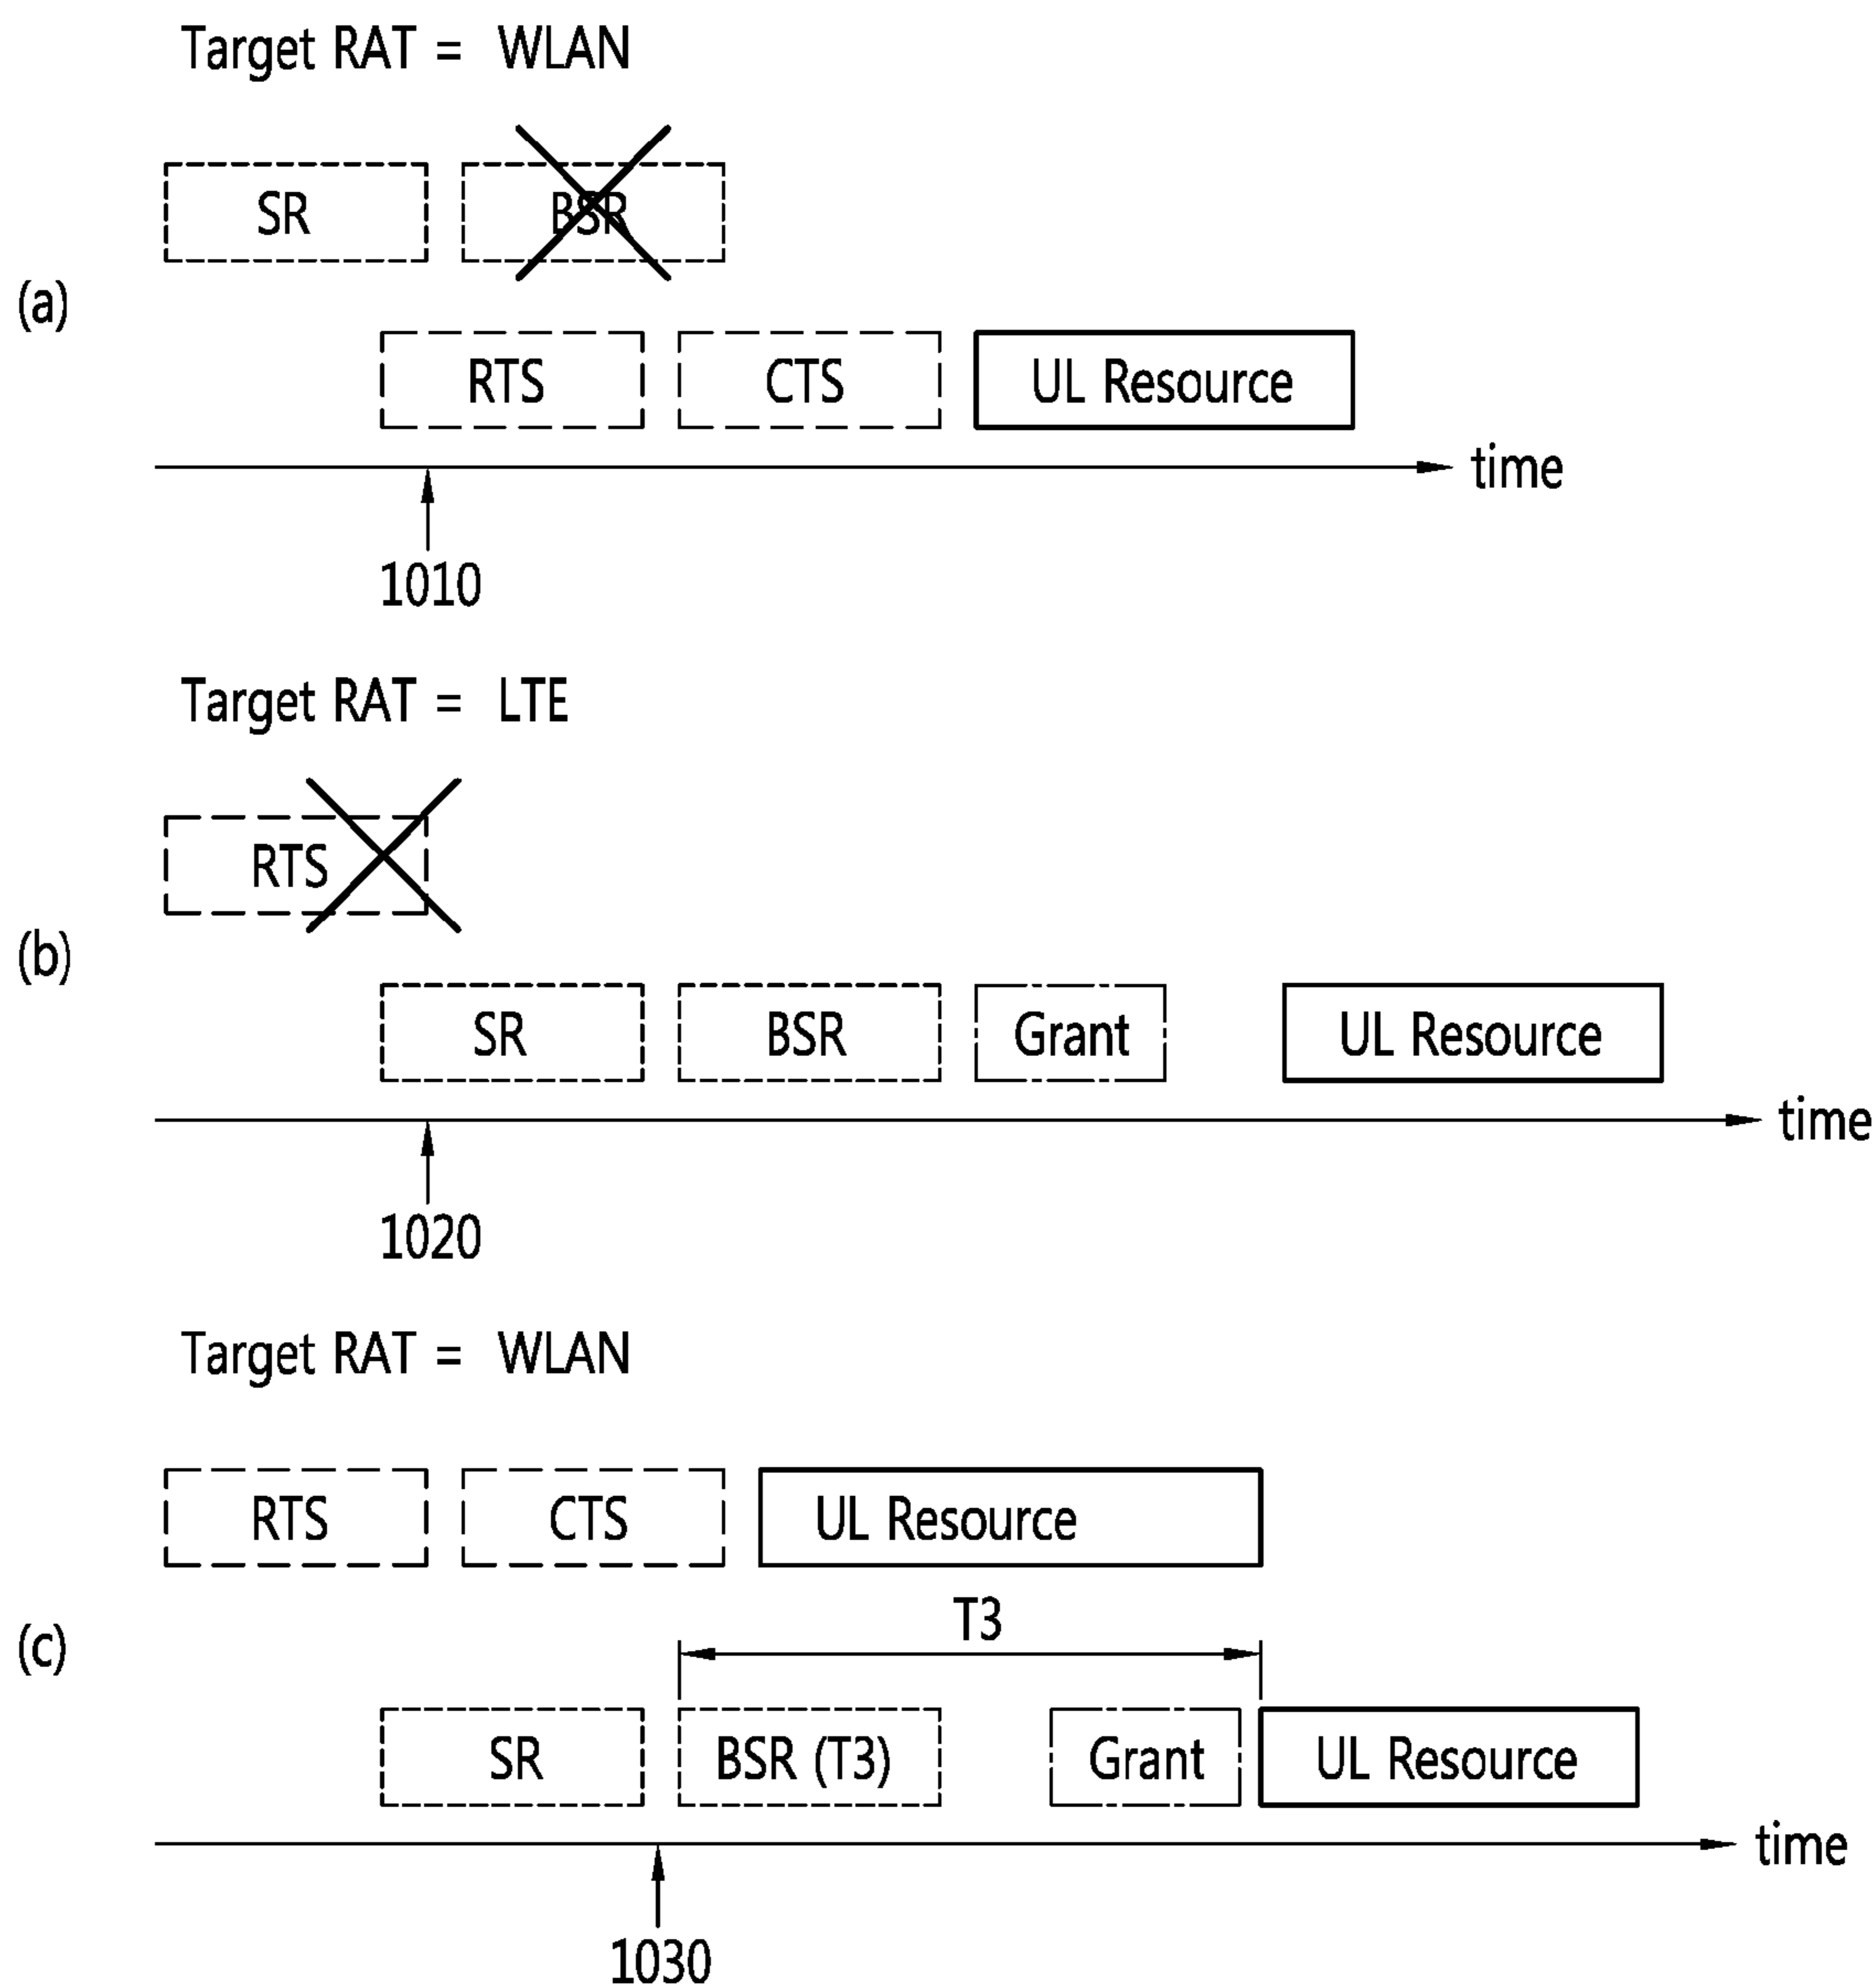 Target RAT = WLAN
SR BSR
(a)
RTS CTS UL Resource
time
1010
Target RAT = LTE
RTS
(b)
SR BSR Grant UL Resource
time
1020
Target RAT = WLAN
RTS CTS UL Resource
T3
(c)
SR BSR (T3) Grant UL Resource
time
1030